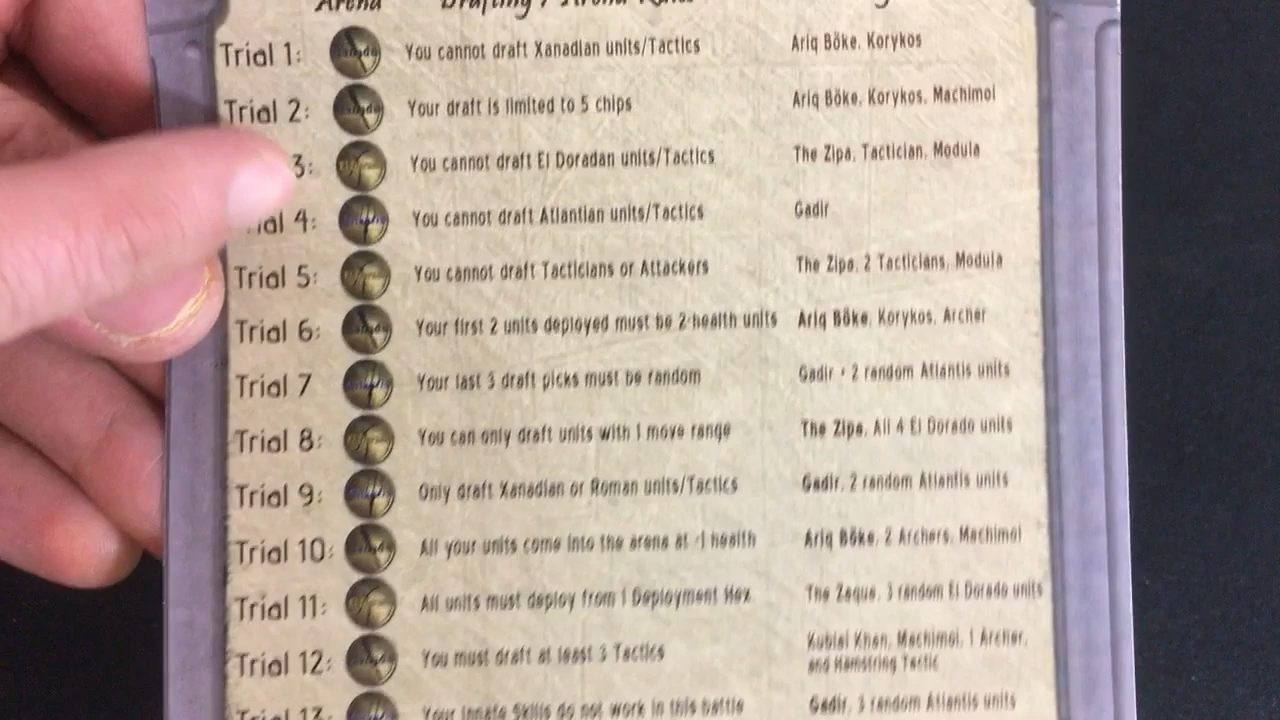 Arena
Trial 1: You cannot draft Xanadian units/Tactics Ariq Böke, Korykos
Trial 2: Your draft is limited to 5 chips Ariq Böke, Korykos, Machimoi
3: You cannot draft El Doradan units/Tactics The Zipa, Tactician, Modula
ial 4: You cannot draft Atlantian units/Tactics Gadir
Trial 5: You cannot draft Tacticians or Attackers The Zipa, 2 Tacticians, Modula
Trial 6: Your first 2 units deployed must be 2-health units Ariq Böke, Korykos, Archer
Trial 7 Your last 3 draft picks must be random Gadir + 2 random Atlantis units
Trial 8: You can only draft units with 1 move range The Zipa, All 4 El Dorado units
Trial 9: Only draft Xanadian or Roman units/Tactics Gadir, 2 random Atlantis units
Trial 10: All your units come into the arena at -1 health Ariq Böke, 2 Archers, Machimoi
Trial 11: All units must deploy from 1 Deployment Hex The Zaque, 3 random El Dorado units
Trial 12: You must draft at least 3 Tactics Kublai Khan, Machimoi, 1 Archer,
and Hamstring Tactic
Trial 13: Your Innate Skills do not work in this battle Gadir, 3 random Atlantis units